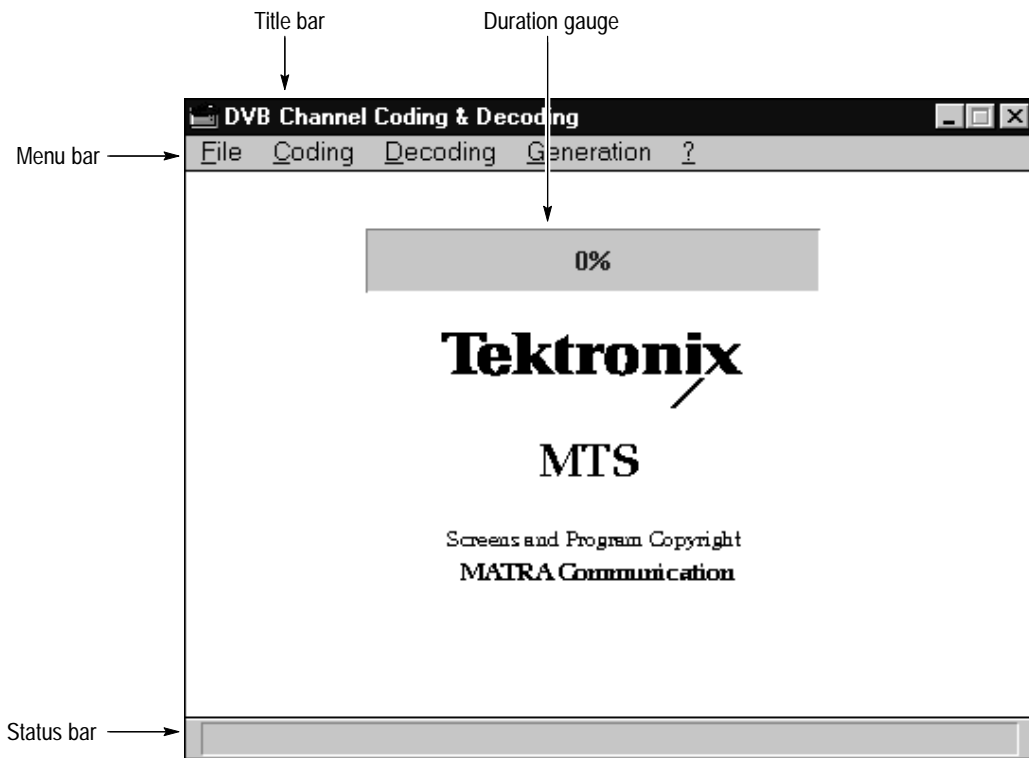 Title bar
Duration gauge
DVB Channel Coding & Decoding
Menu bar
File Coding Decoding Generation ?
0%
Tektronix
MTS
Screens and Program Copyright
MATRA Communication
Status bar